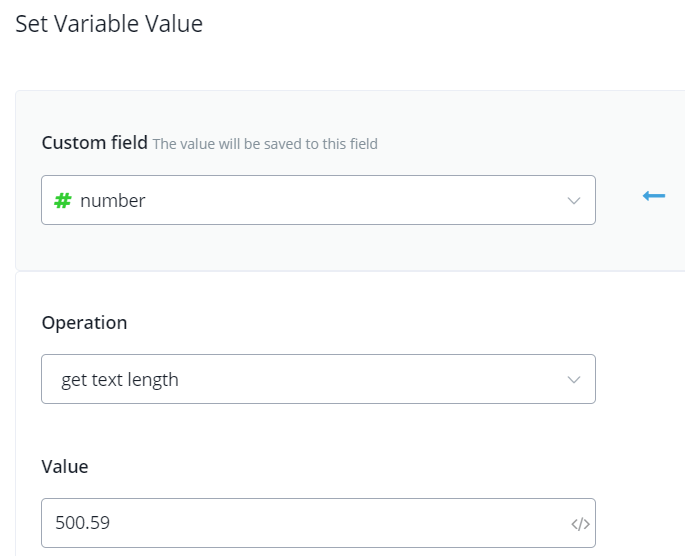 Set Variable Value
Custom field The value will be saved to this field
# number
Operation
get text length
Value
500.59 </>